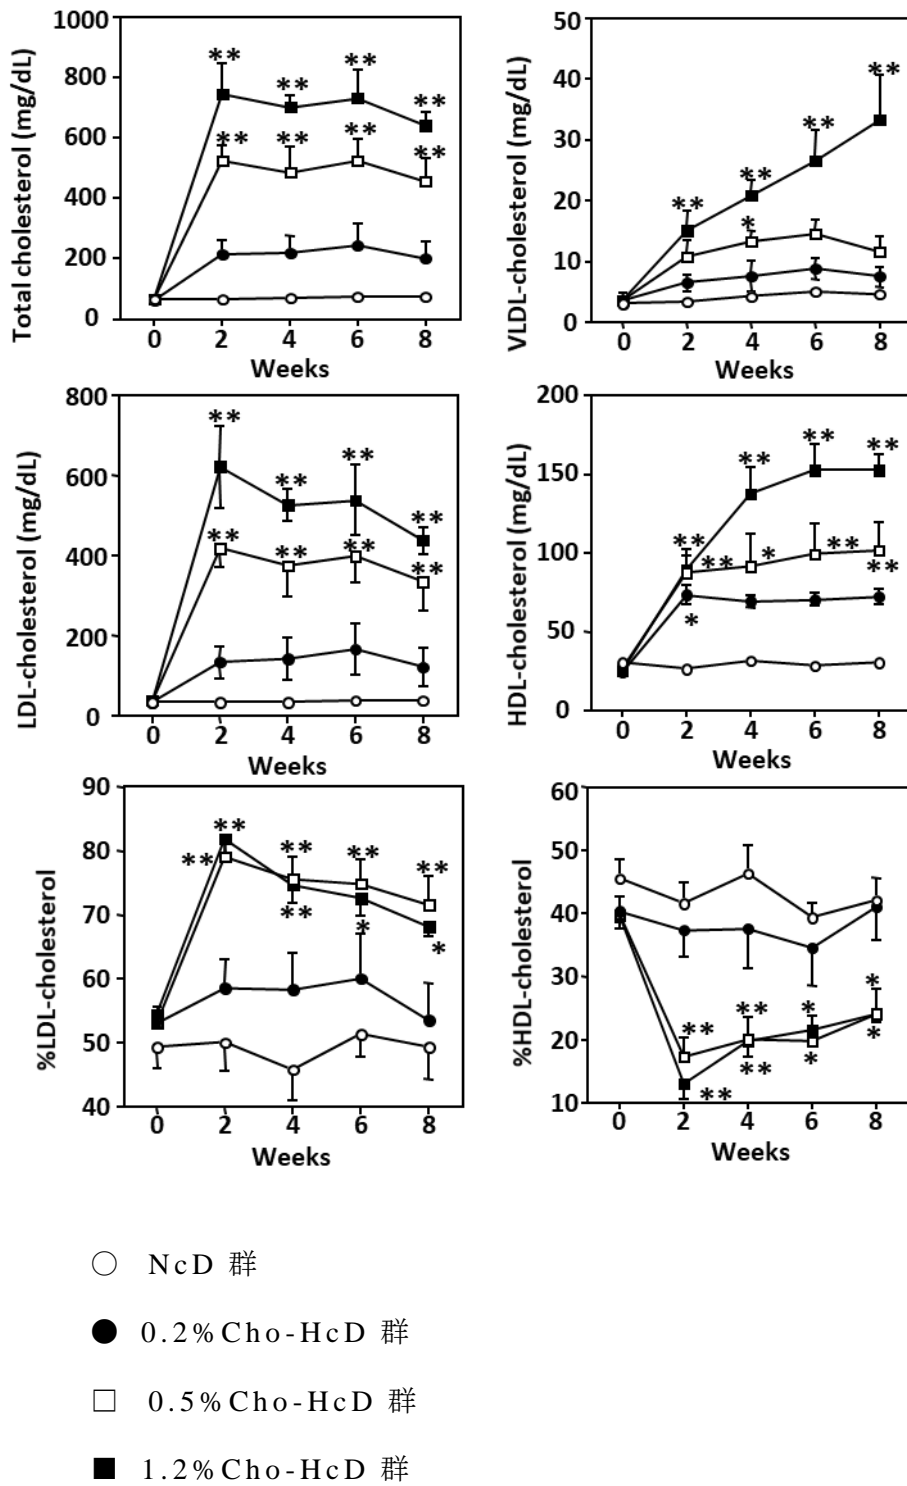 Total cholesterol (mg/dL)
1000
800
600
400
200
0
** ** ** **
** ** ** **
0 2 4 6 8
Weeks
VLDL-cholesterol (mg/dL)
50
40
30
20
10
0
** ** ** **
*
0 2 4 6 8
Weeks
LDL-cholesterol (mg/dL)
800
600
400
200
0
** ** ** **
** ** ** **
0 2 4 6 8
Weeks
HDL-cholesterol (mg/dL)
200
150
100
50
0
** ** ** **
** * ** **
*
0 2 4 6 8
Weeks
%LDL-cholesterol
90
80
70
60
50
40
** ** ** **
** ** * *
0 2 4 6 8
Weeks
%HDL-cholesterol
60
50
40
30
20
10
** ** * *
** ** * *
0 2 4 6 8
Weeks
○ NcD 群
● 0.2%Cho-HcD 群
□ 0.5%Cho-HcD 群
■ 1.2%Cho-HcD 群